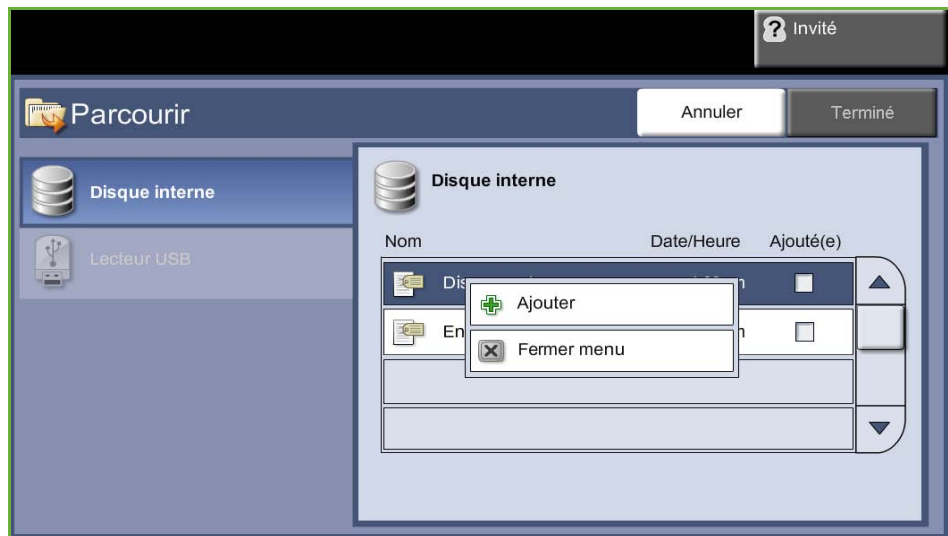 Invité
Parcourir
Annuler
Terminé
Disque interne
Lecteur USB
Disque interne
Nom Date/Heure Ajouté(e)
Ajouter
Fermer menu